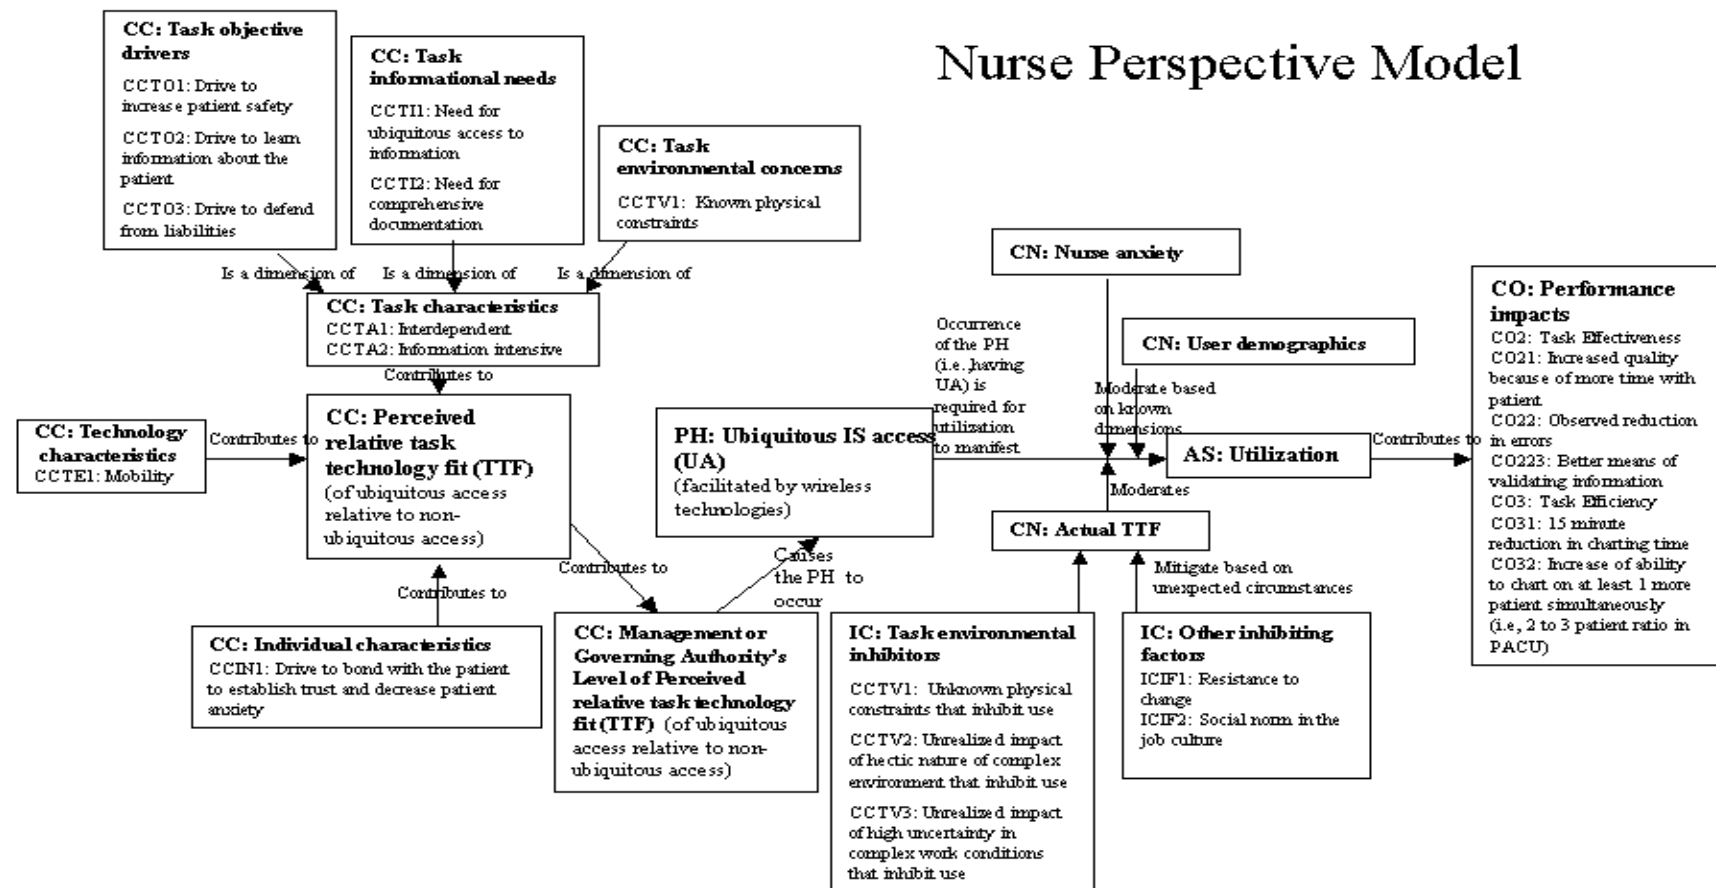 Nurse Perspective Model
CC: Task objective
drivers
CCTO1: Drive to
increase patient safety
CCTO2: Drive to learn
information about the
patient
CCTO3: Drive to defend
from liabilities
CC: Task
informational needs
CCTI1: Need for
ubiquitous access to
information
CCTI2: Need for
comprehensive
documentation
CC: Task
environmental concerns
CCTV1: Known physical
constraints
Is a dimension of
Is a dimension of
Is a dimension of
CC: Task characteristics
CCTA1: Interdependent
CCTA2: Information intensive
Contributes to
CC: Technology
characteristics
CCTE1: Mobility
Contributes to
CC: Perceived
relative task
technology fit (TTF)
(of ubiquitous access
relative to non-
ubiquitous access)
Contributes to
CC: Individual characteristics
CCIN1: Drive to bond with the patient
to establish trust and decrease patient
anxiety
Contributes to
CC: Management or
Governing Authority's
Level of Perceived
relative task technology
fit (TTF) (of ubiquitous
access relative to non-
ubiquitous access)
Causes
the PH to
occur
PH: Ubiquitous IS access
(UA)
(facilitated by wireless
technologies)
Occurrence
of the PH
(i.e.,having
UA) is
required for
utilization
to manifest
CN: Nurse anxiety
CN: User demographics
Moderate based
on known
dimensions
AS: Utilization
Contributes to
Moderates
CN: Actual TTF
Mitigate based on
unexpected circumstances
IC: Task environmental
inhibitors
CCTV1: Unknown physical
constraints that inhibit use
CCTV2: Unrealized impact
of hectic nature of complex
environment that inhibit use
CCTV3: Unrealized impact
of high uncertainty in
complex work conditions
that inhibit use
IC: Other inhibiting
factors
ICIF1: Resistance to
change
ICIF2: Social norm in the
job culture
CO: Performance
impacts
CO2: Task Effectiveness
CO21: Increased quality
because of more time with
patient
CO22: Observed reduction
in errors
CO223: Better means of
validating information
CO3: Task Efficiency
CO31: 15 minute
reduction in charting time
CO32: Increase of ability
to chart on at least 1 more
patient simultaneously
(i.e, 2 to 3 patient ratio in
PACU)